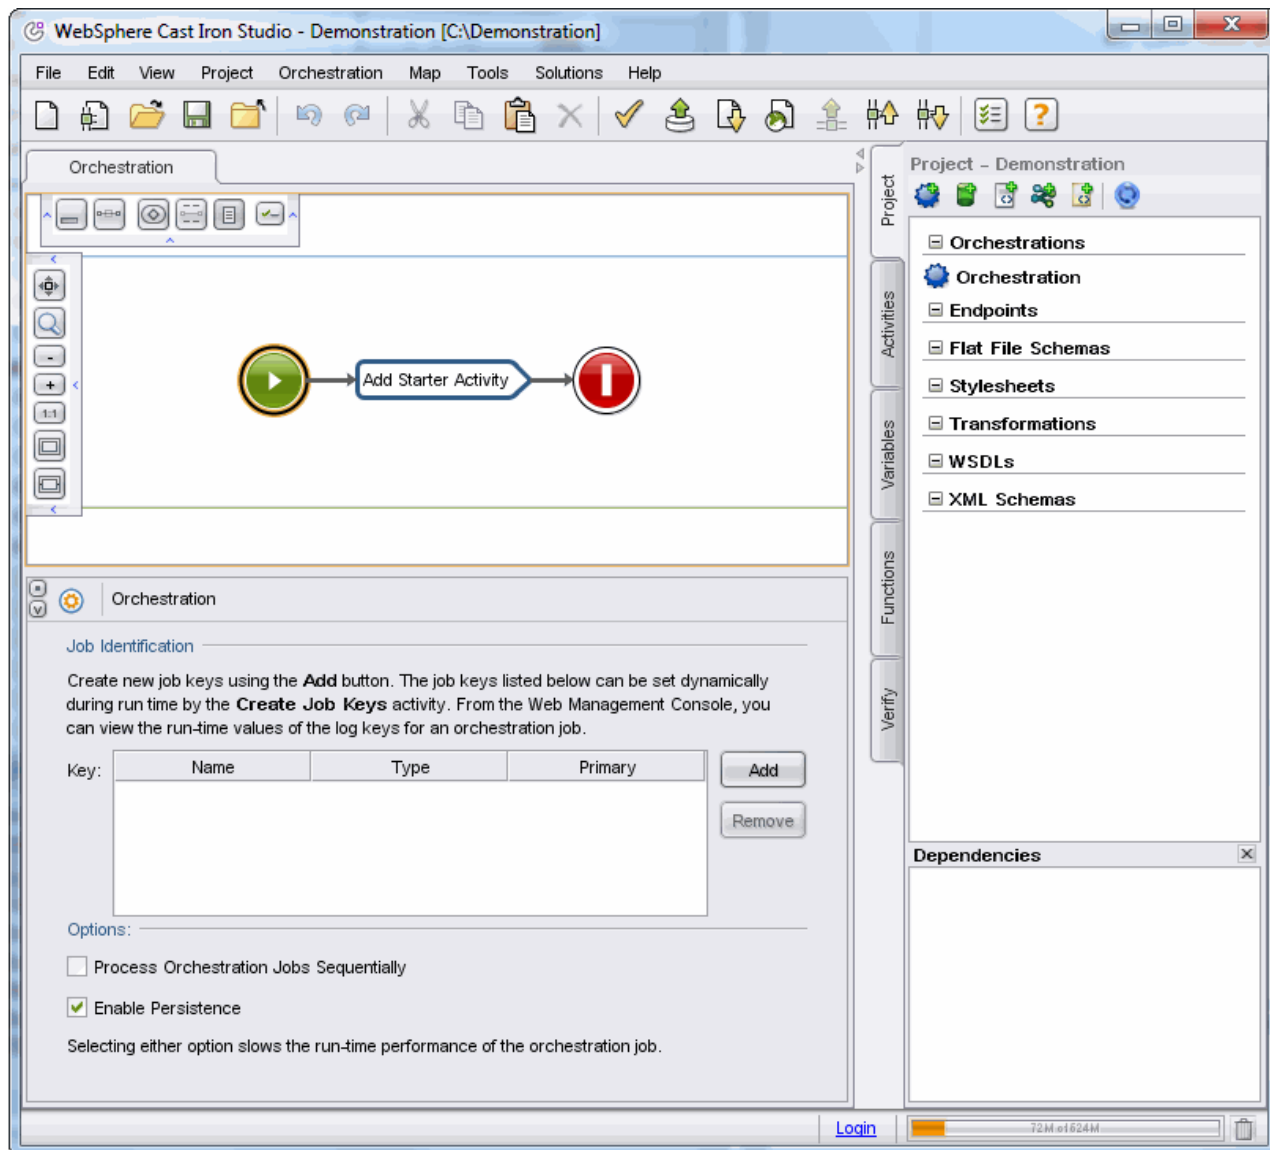 WebSphere Cast Iron Studio - Demonstration [C:\Demonstration]
File Edit View Project Orchestration Map Tools Solutions Help
Orchestration
Project - Demonstration
Project
Activities
Variables
Functions
Verify
1:1
Add Starter Activity
Orchestrations
Orchestration
Endpoints
Flat File Schemas
Stylesheets
Transformations
WSDLs
XML Schemas
Orchestration
Job Identification
Create new job keys using the Add button. The job keys listed below can be set dynamically
during run time by the Create Job Keys activity. From the Web Management Console, you
can view the run-time values of the log keys for an orchestration job.
Key: Name Type Primary
Add
Remove
Options:
Process Orchestration Jobs Sequentially
Enable Persistence
Selecting either option slows the run-time performance of the orchestration job.
Dependencies
Login
72M of 624M